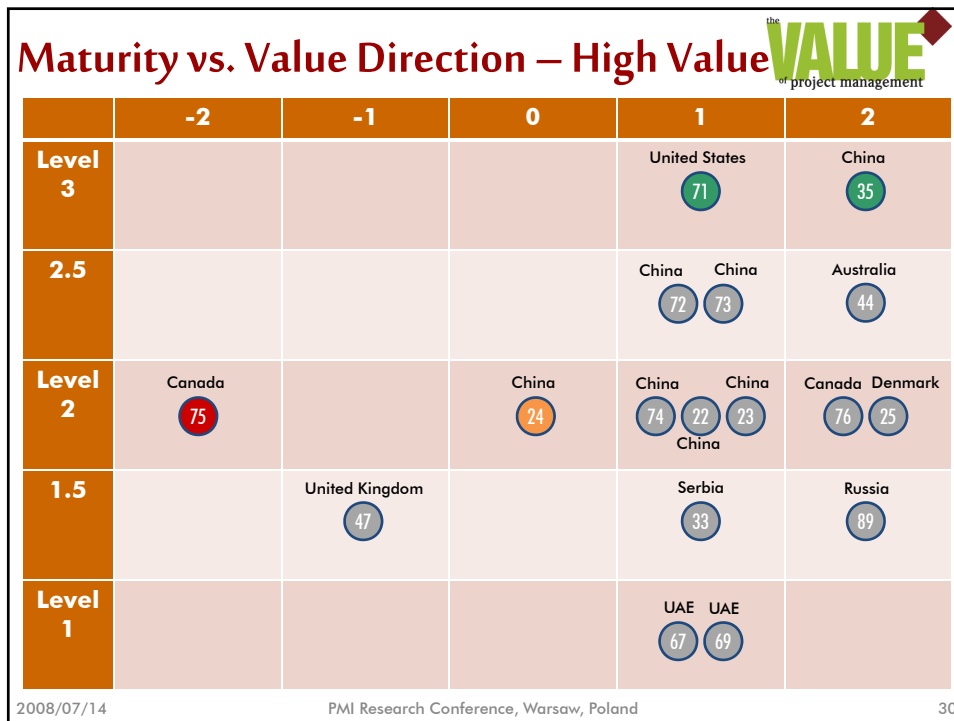 Maturity vs. Value Direction – High Value
the
VALUE
of project management
-2 -1 0 1 2
Level
3
United States China
71 35
2.5
China China Australia
72 73 44
Level
2
Canada China China China Canada Denmark
75 24 74 22 23 76 25
China
1.5
United Kingdom Serbia Russia
47 33 89
Level
1
UAE UAE
67 69
2008/07/14 PMI Research Conference, Warsaw, Poland 30